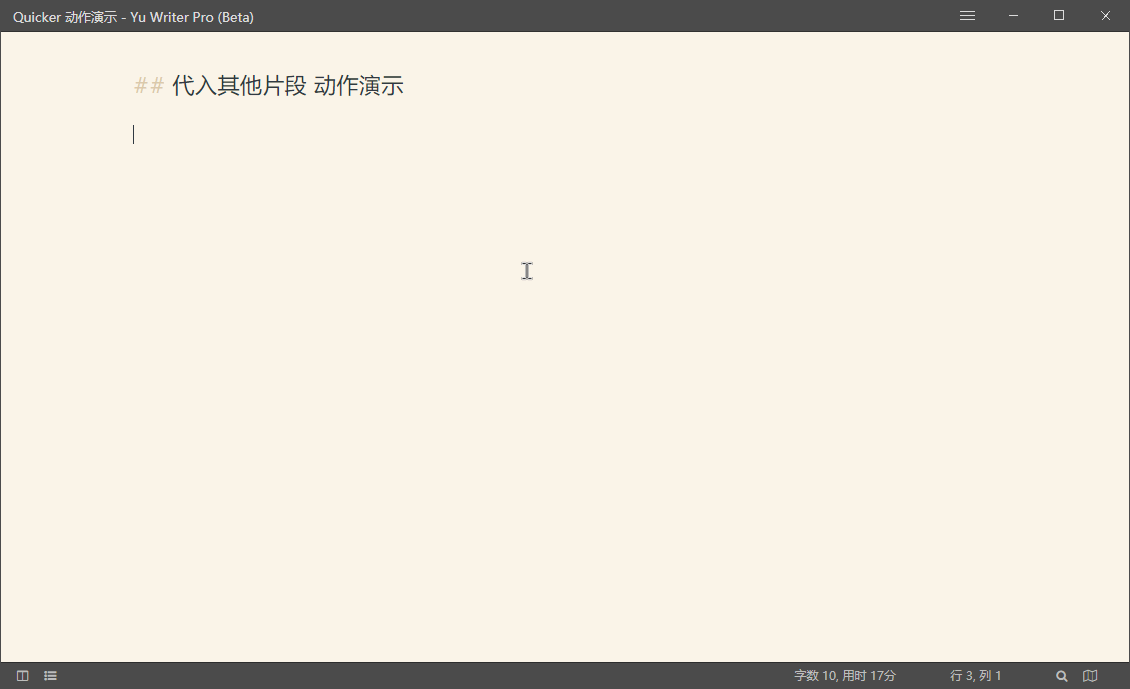 Quicker 动作演示 - Yu Writer Pro (Beta)
## 代入其他片段 动作演示
字数 10, 用时 17分 行 3, 列 1